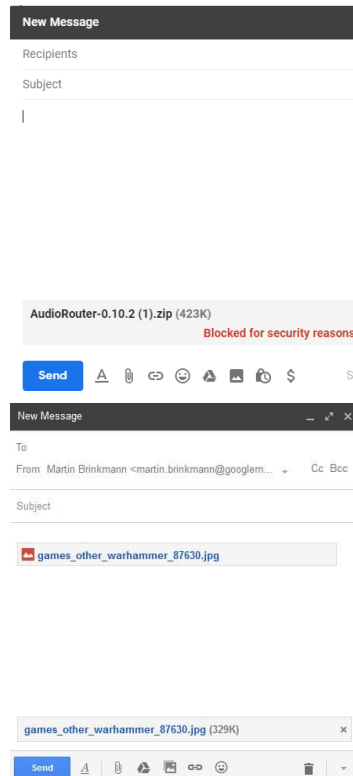 New Message
Recipients
Subject
AudioRouter-0.10.2 (1).zip (423K)
Blocked for security reasons
Send $ S
New Message
To
From Martin Brinkmann <martin.brinkmann@googlem... Cc Bcc
Subject
games_other_warhammer_87630.jpg
games_other_warhammer_87630.jpg (329K)
Send A